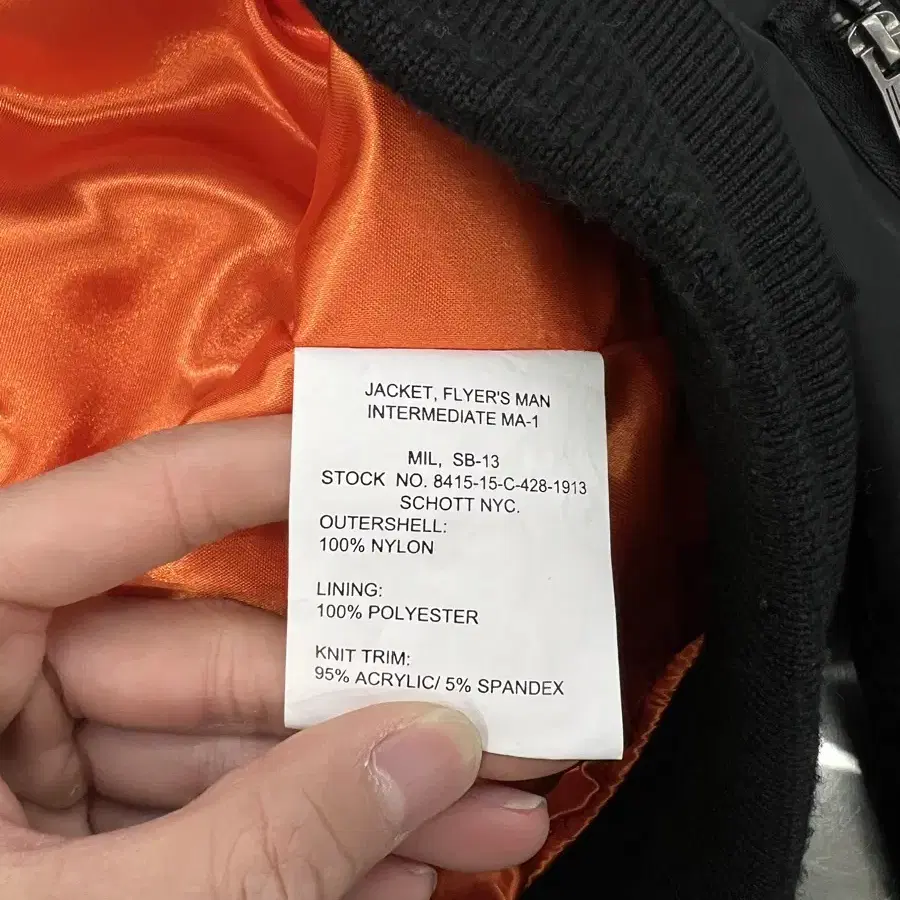 JACKET, FLYER'S MAN
INTERMEDIATE MA-1
MIL, SB-13
STOCK NO. 8415-15-C-428-1913
SCHOTT NYC.
OUTERSHELL:
100% NYLON
LINING:
100% POLYESTER
KNIT TRIM:
95% ACRYLIC/ 5% SPANDEX